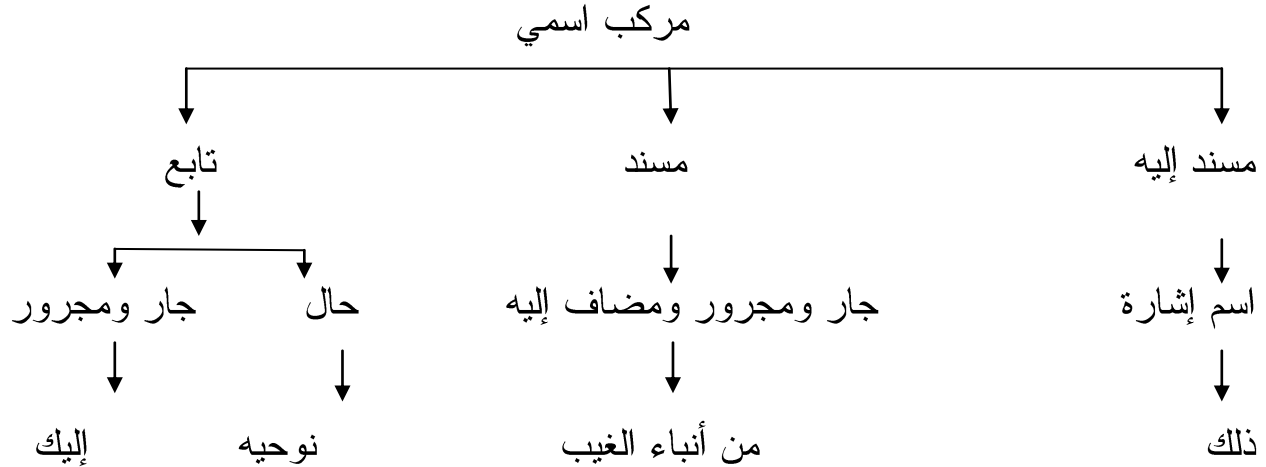 مركب اسمي
مسند إليه مسند تابع
اسم إشارة جار ومجرور ومضاف إليه حال جار ومجرور
ذلك من أنباء الغيب نوحيه إليك